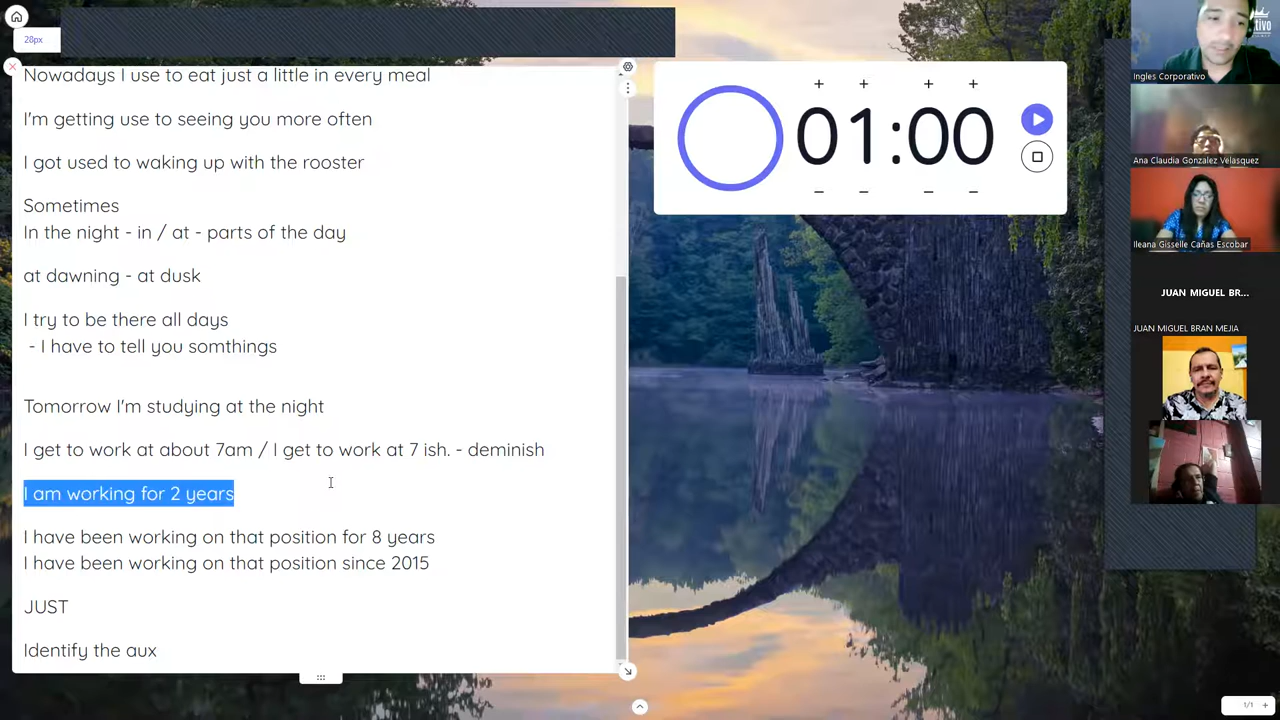 28px
Nowadays I use to eat just a little in every meal
I'm getting use to seeing you more often
I got used to waking up with the rooster
Sometimes
In the night - in / at - parts of the day
at dawning - at dusk
I try to be there all days
- I have to tell you somthings
Tomorrow I'm studying at the night
I get to work at about 7am / I get to work at 7 ish. - deminish
I am working for 2 years
I have been working on that position for 8 years
I have been working on that position since 2015
JUST
Identify the aux
+ + + +
01:00
− − − −
tivo
Ingles Corporativo
Ana Claudia Gonzalez Velasquez
Ileana Gisselle Cañas Escobar
JUAN MIGUEL BR...
JUAN MIGUEL BRAN MEJIA
1/1 +